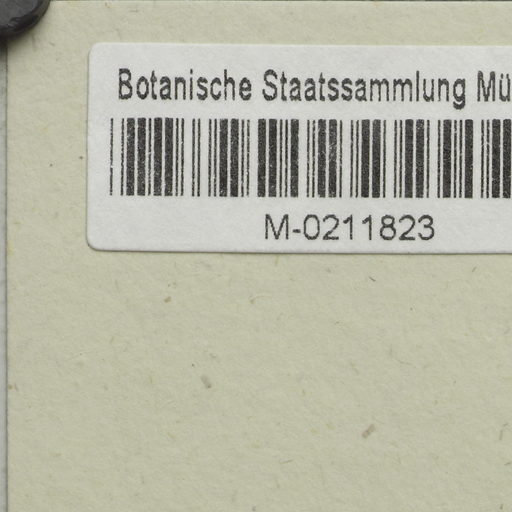 Botanische Staatssammlung Mü
M-0211823